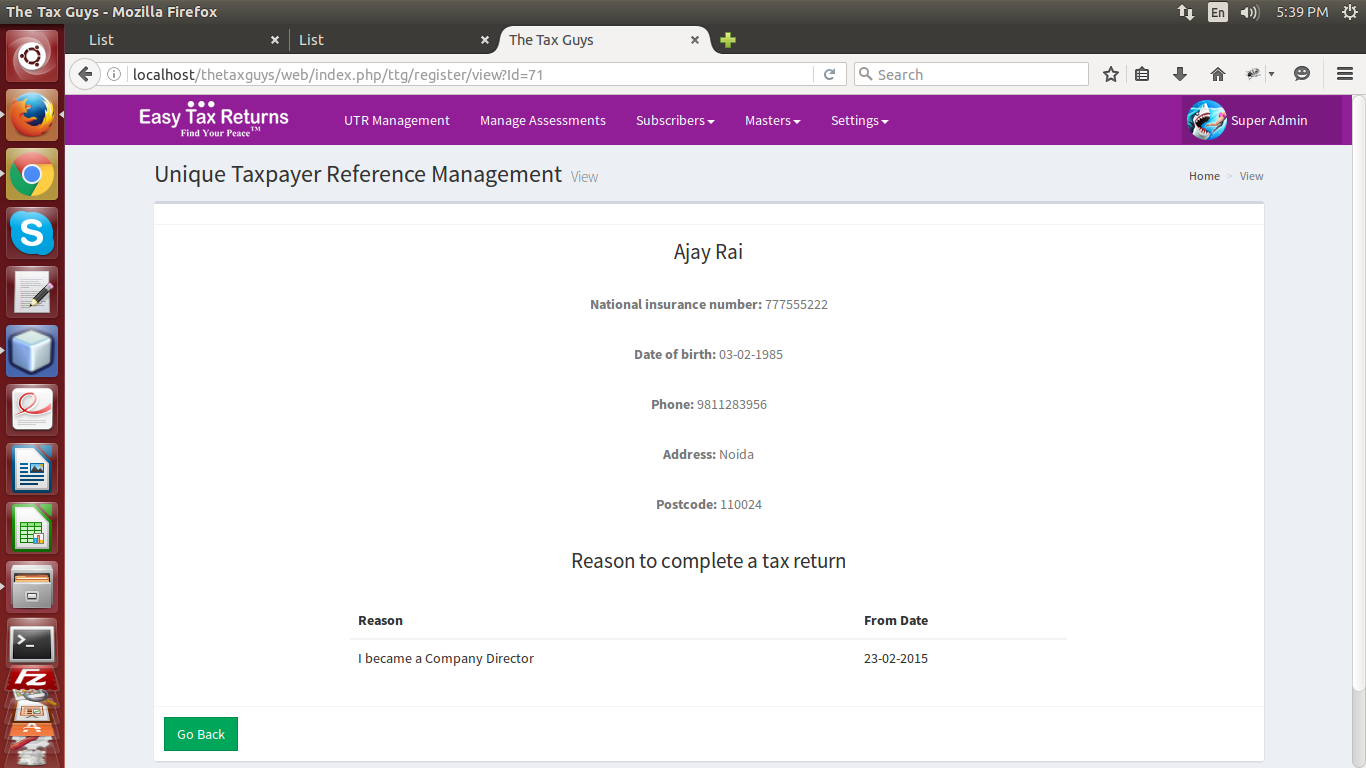 The Tax Guys - Mozilla Firefox
En
5:39 PM
List
List
The Tax Guys
localhost/thetaxguys/web/index.php/ttg/register/view?Id=71
Search
Easy Tax Returns
Find Your Peace™
UTR Management
Manage Assessments
Subscribers
Masters
Settings
Super Admin
Unique Taxpayer Reference Management View
Home > View
Ajay Rai
National insurance number: 777555222
Date of birth: 03-02-1985
Phone: 9811283956
Address: Noida
Postcode: 110024
Reason to complete a tax return
Reason From Date
I became a Company Director 23-02-2015
Go Back